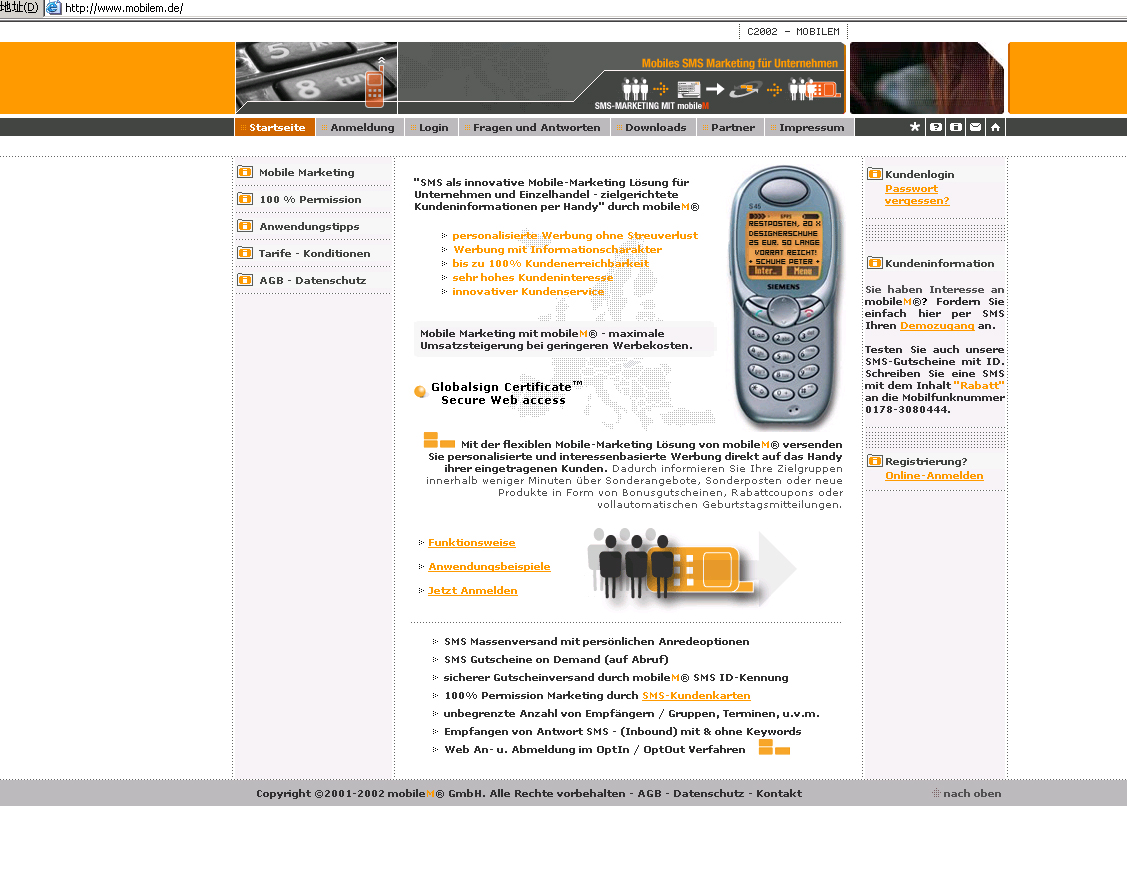 地址(D) http://www.mobilem.de/
C2002 - MOBILEM
Mobiles SMS Marketing für Unternehmen
SMS-MARKETING MIT mobileM
Startseite Anmeldung Login Fragen und Antworten Downloads Partner Impressum
Mobile Marketing
100 % Permission
Anwendungstipps
Tarife - Konditionen
AGB - Datenschutz
"SMS als innovative Mobile-Marketing Lösung für
Unternehmen und Einzelhandel - zielgerichtete
Kundeninformationen per Handy" durch mobileM®
personalisierte Werbung ohne Streuverlust
Werbung mit Informationscharakter
bis zu 100% Kundenerreichbarkeit
sehr hohes Kundeninteresse
innovativer Kundenservice
Mobile Marketing mit mobileM® - maximale
Umsatzsteigerung bei geringeren Werbekosten.
Globalsign Certificate™
Secure Web access
S45
SMS
RESTPOSTEN, 20 X
DESIGNERSCHUHE
25 EUR. SO LANGE
VORRAT REICHT!
+ SCHUHE PETER +
Inter.. Menu
SIEMENS
Mit der flexiblen Mobile-Marketing Lösung von mobileM® versenden
Sie personalisierte und interessenbasierte Werbung direkt auf das Handy
ihrer eingetragenen Kunden. Dadurch informieren Sie Ihre Zielgruppen
innerhalb weniger Minuten über Sonderangebote, Sonderposten oder neue
Produkte in Form von Bonusgutscheinen, Rabattcoupons oder
vollautomatischen Geburtstagsmitteilungen.
Funktionsweise
Anwendungsbeispiele
Jetzt Anmelden
SMS Massenversand mit persönlichen Anredeoptionen
SMS Gutscheine on Demand (auf Abruf)
sicherer Gutscheinversand durch mobileM® SMS ID-Kennung
100% Permission Marketing durch SMS-Kundenkarten
unbegrenzte Anzahl von Empfängern / Gruppen, Terminen, u.v.m.
Empfangen von Antwort SMS - (Inbound) mit & ohne Keywords
Web An- u. Abmeldung im OptIn / OptOut Verfahren
Kundenlogin
Passwort
vergessen?
Kundeninformation
Sie haben Interesse an
mobileM®? Fordern Sie
einfach hier per SMS
Ihren Demozugang an.
Testen Sie auch unsere
SMS-Gutscheine mit ID.
Schreiben Sie eine SMS
mit dem Inhalt "Rabatt"
an die Mobilfunknummer
0178-3080444.
Registrierung?
Online-Anmelden
Copyright ©2001-2002 mobileM® GmbH. Alle Rechte vorbehalten - AGB - Datenschutz - Kontakt
nach oben